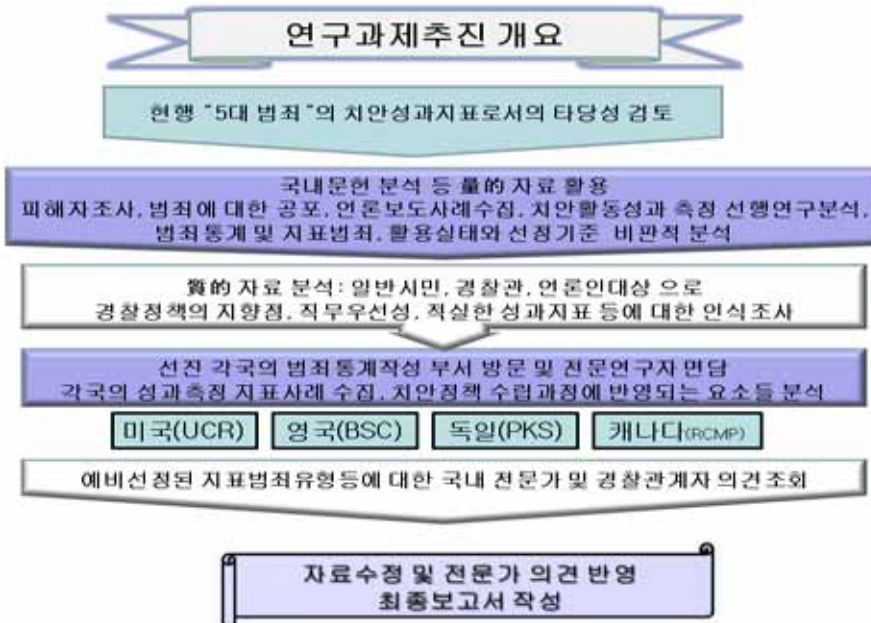 연구과제추진 개요
현행 "5대 범죄"의 치안성과지표로서의 타당성 검토
국내문헌 분석 등 量的 자료 활용
피해자조사, 범죄에 대한 공포, 언론보도사례수집, 치안활동성과 측정 선행연구분석,
범죄통계 및 지표범죄, 활용실태와 선정기준 비판적 분석
質的 자료 분석: 일반시민, 경찰관, 언론인대상 으로
경찰정책의 지향점, 직무우선성, 적실한 성과지표 등에 대한 인식조사
선진 각국의 범죄통계작성 부서 방문 및 전문연구자 면담
각국의 성과측정 지표사례 수집, 치안정책 수립과정에 반영되는 요소들 분석
미국(UCR) 영국(BSC) 독일(PKS) 캐나다(RCMP)
예비선정된 지표범죄유형등에 대한 국내 전문가 및 경찰관계자 의견조회
자료수정 및 전문가 의견 반영
최종보고서 작성